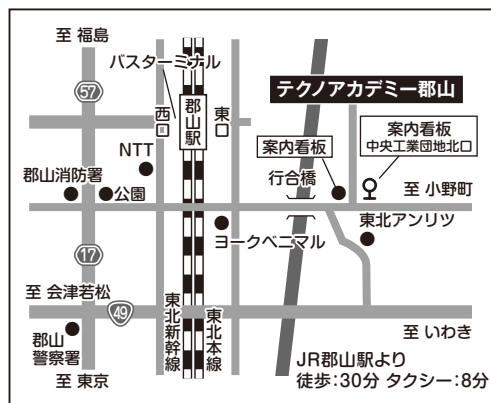 至 福島
バスターミナル
57
西口
郡山駅
東口
テクノアカデミー郡山
NTT
案内看板
行合橋
案内看板
中央工業団地北口
郡山消防署
公園
至 小野町
ヨークベニマル
東北アンリツ
17
至 会津若松
49
東北新幹線
東北本線
郡山
警察署
至 いわき
至 東京
JR郡山駅より
徒歩:30分 タクシー:8分